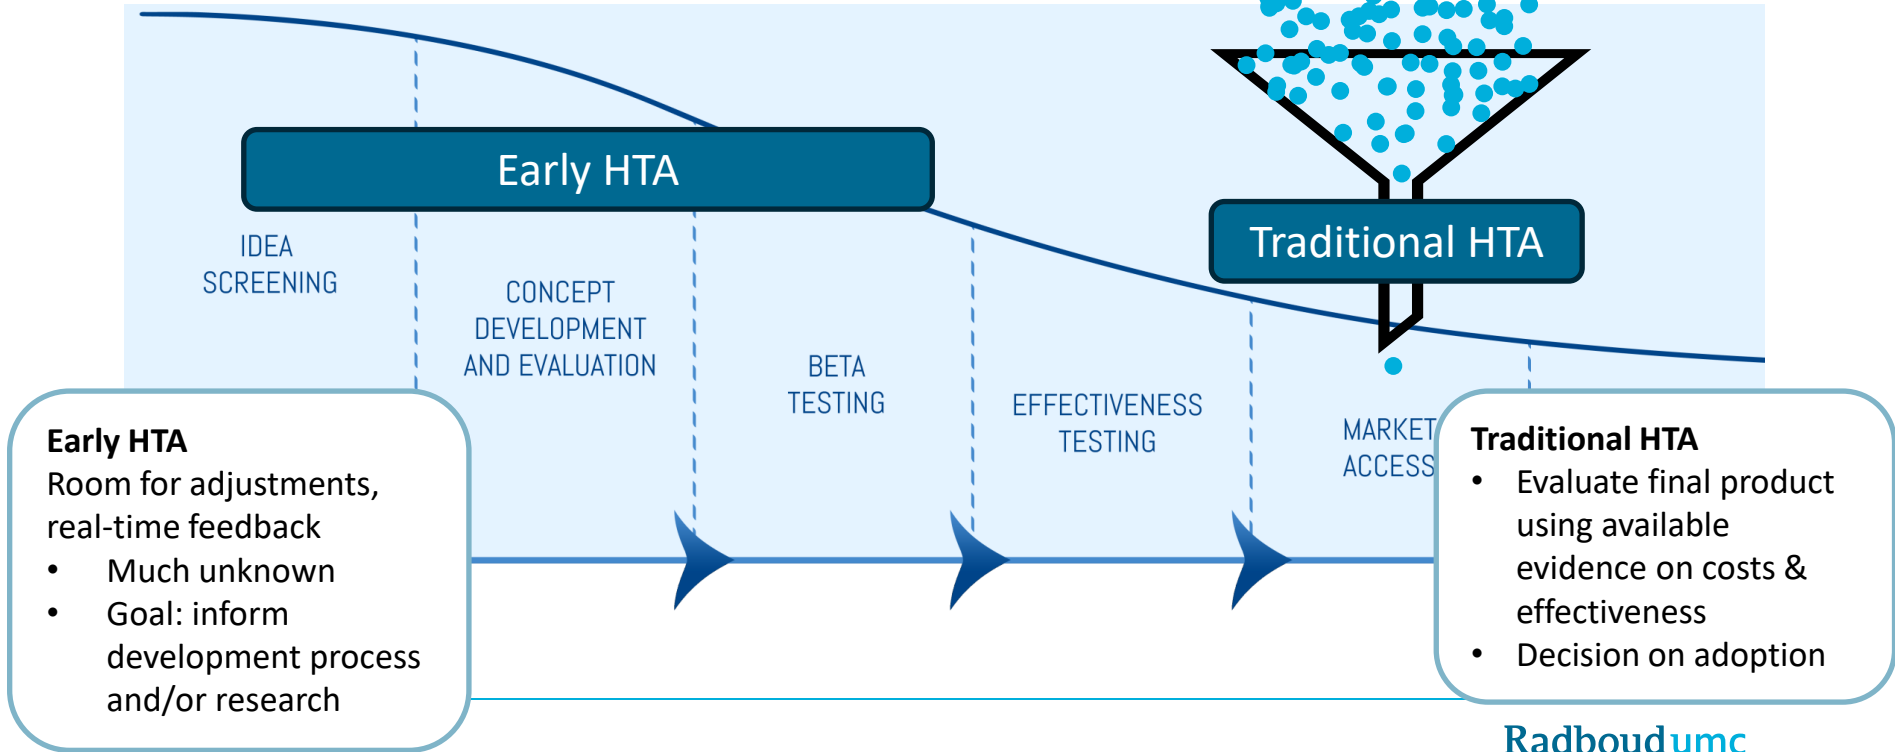 Early HTA
Traditional HTA
IDEA
SCREENING
CONCEPT
DEVELOPMENT
AND EVALUATION
BETA
TESTING
EFFECTIVENESS
TESTING
MARKET
ACCESS
Early HTA
Room for adjustments,
real-time feedback
• Much unknown
• Goal: inform
development process
and/or research
Traditional HTA
• Evaluate final product
using available
evidence on costs &
effectiveness
• Decision on adoption
Radboudumc